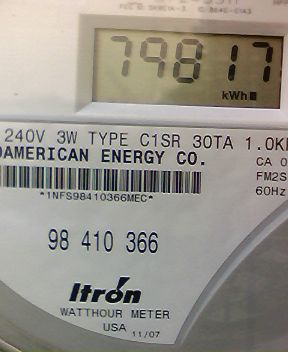 79817
kWh
240V 3W TYPE C1SR 30TA 1.0K
AMERICAN ENERGY CO.
CA 0
FM2S
60Hz
*1NFS98410366MEC*
98 410 366
Itron
WATTHOUR METER
USA 11/07